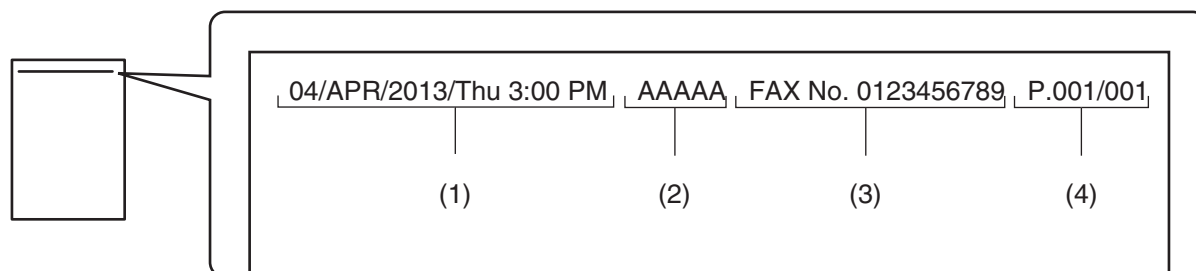 04/APR/2013/Thu 3:00 PM AAAAA FAX No. 0123456789 P.001/001
(1) (2) (3) (4)